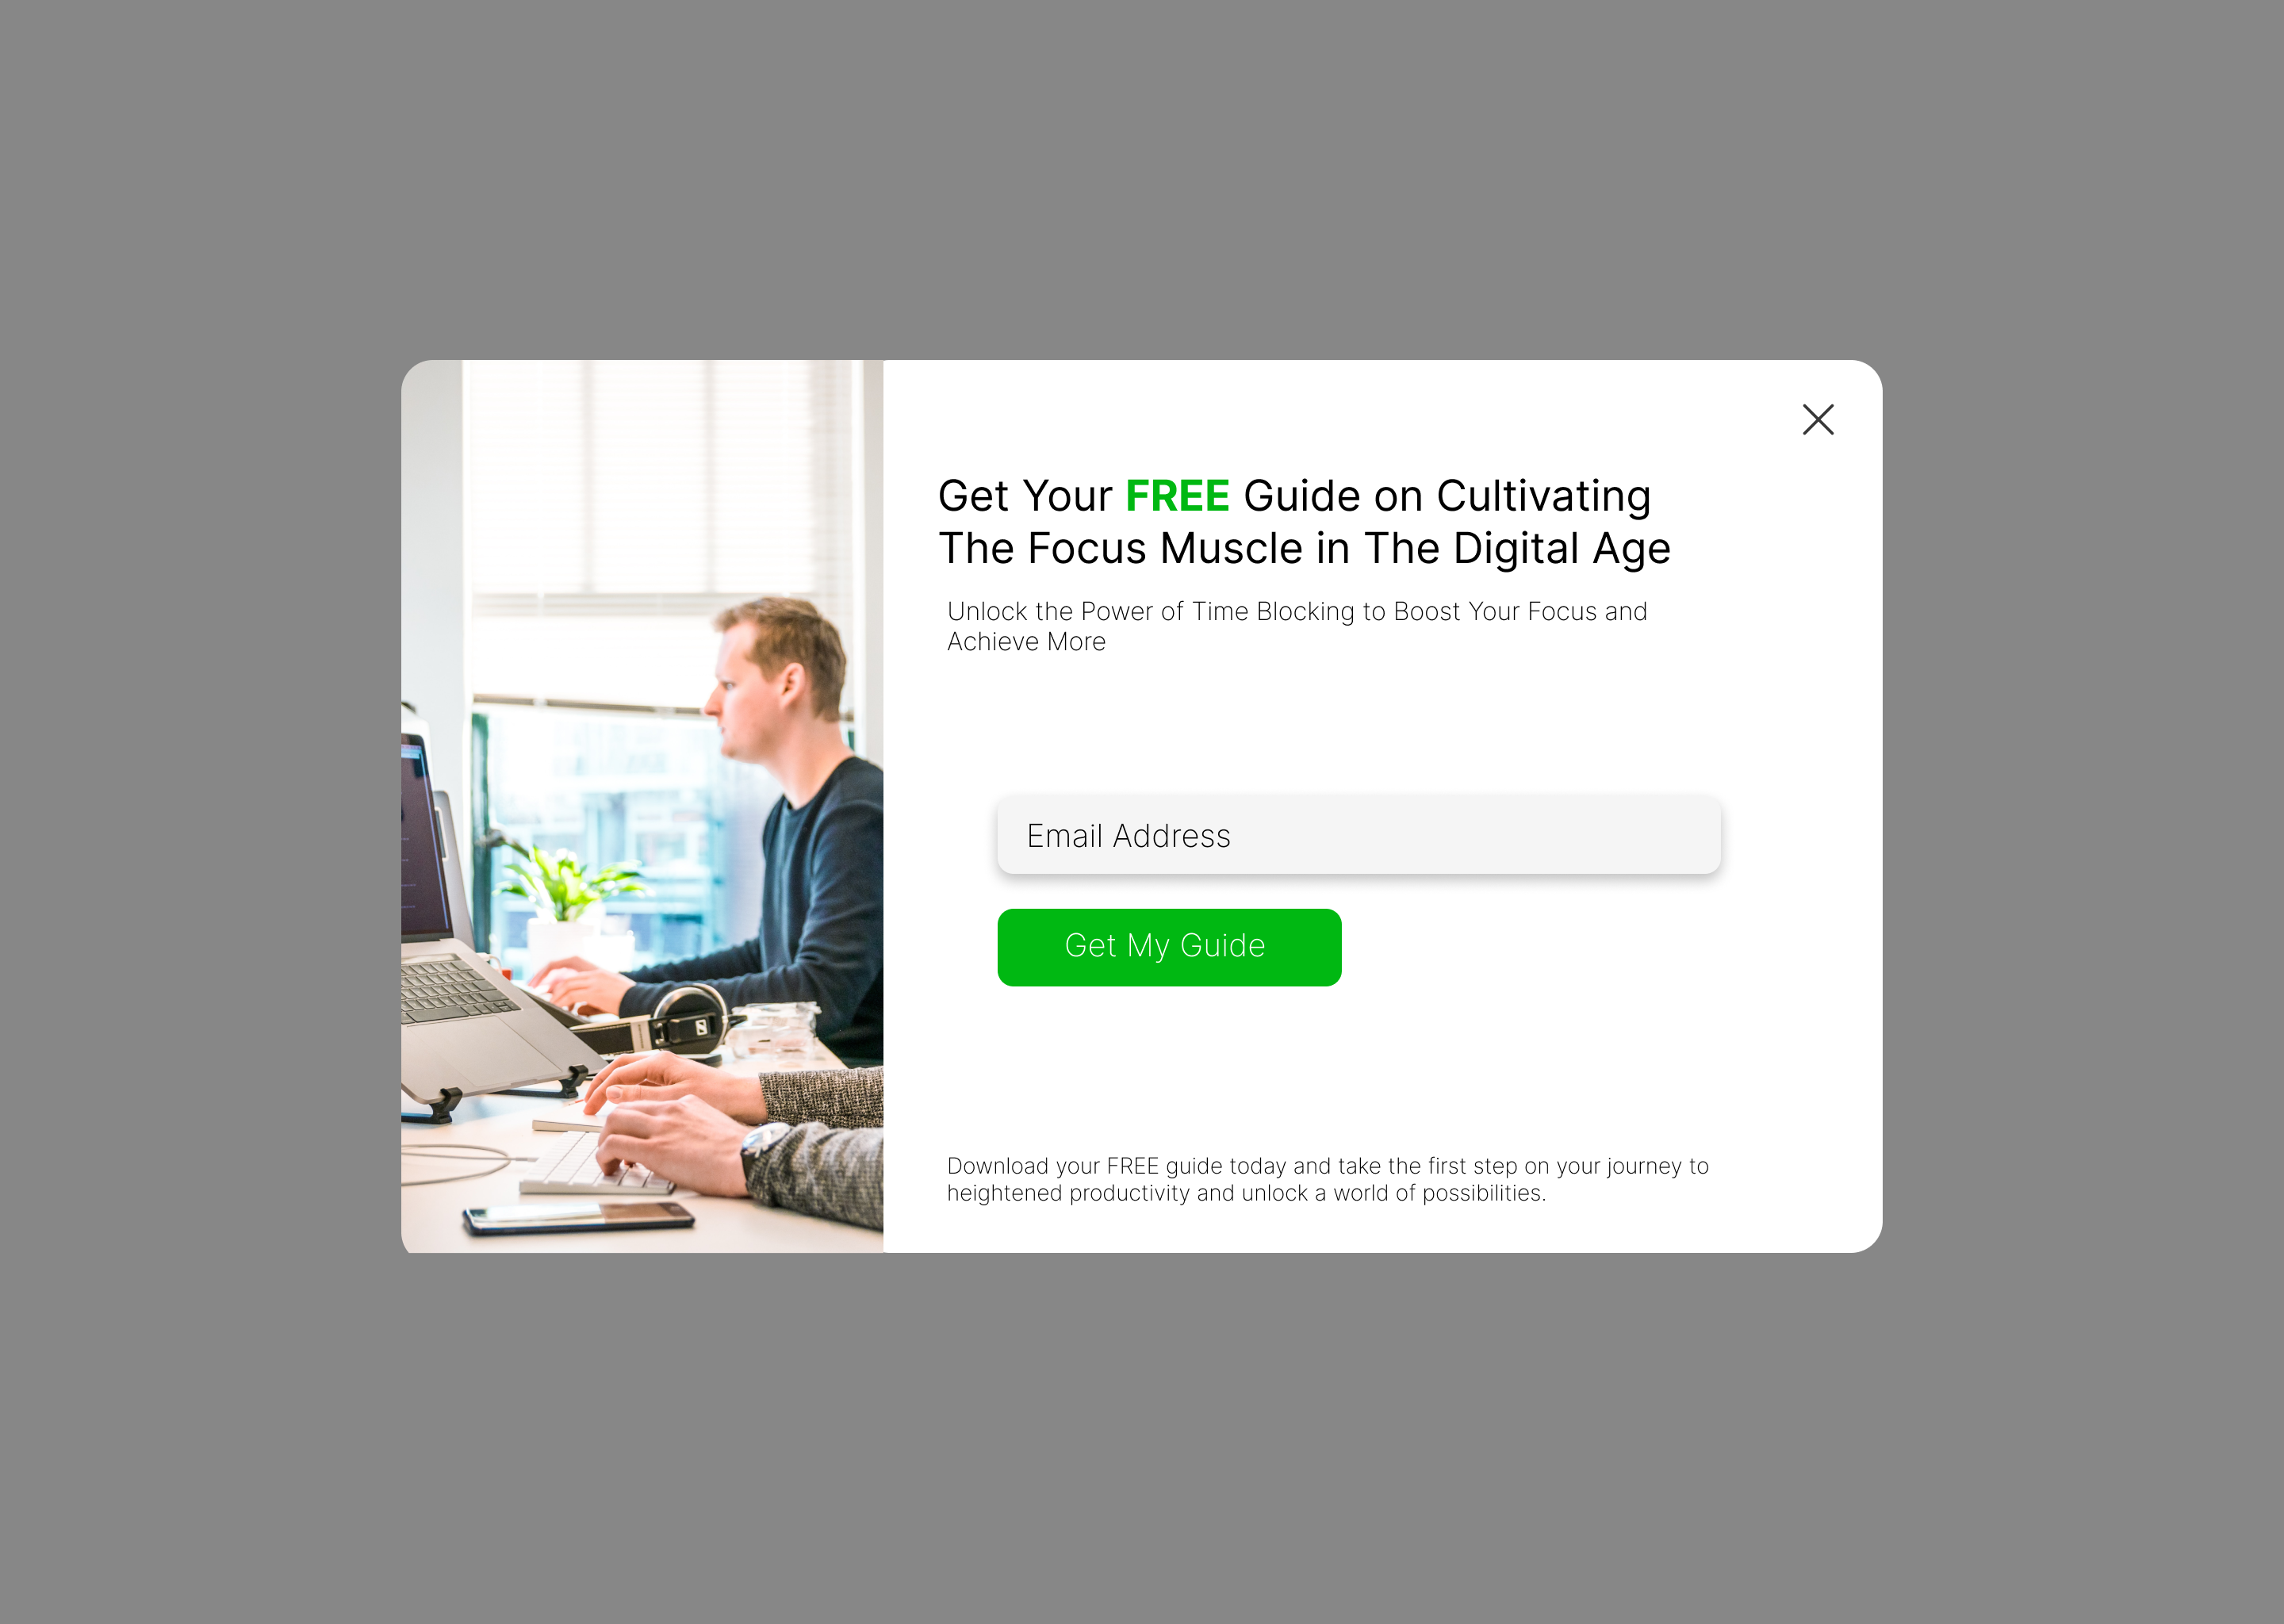 Get Your FREE Guide on Cultivating
The Focus Muscle in The Digital Age
Unlock the Power of Time Blocking to Boost Your Focus and
Achieve More
Email Address
Get My Guide
Download your FREE guide today and take the first step on your journey to
heightened productivity and unlock a world of possibilities.